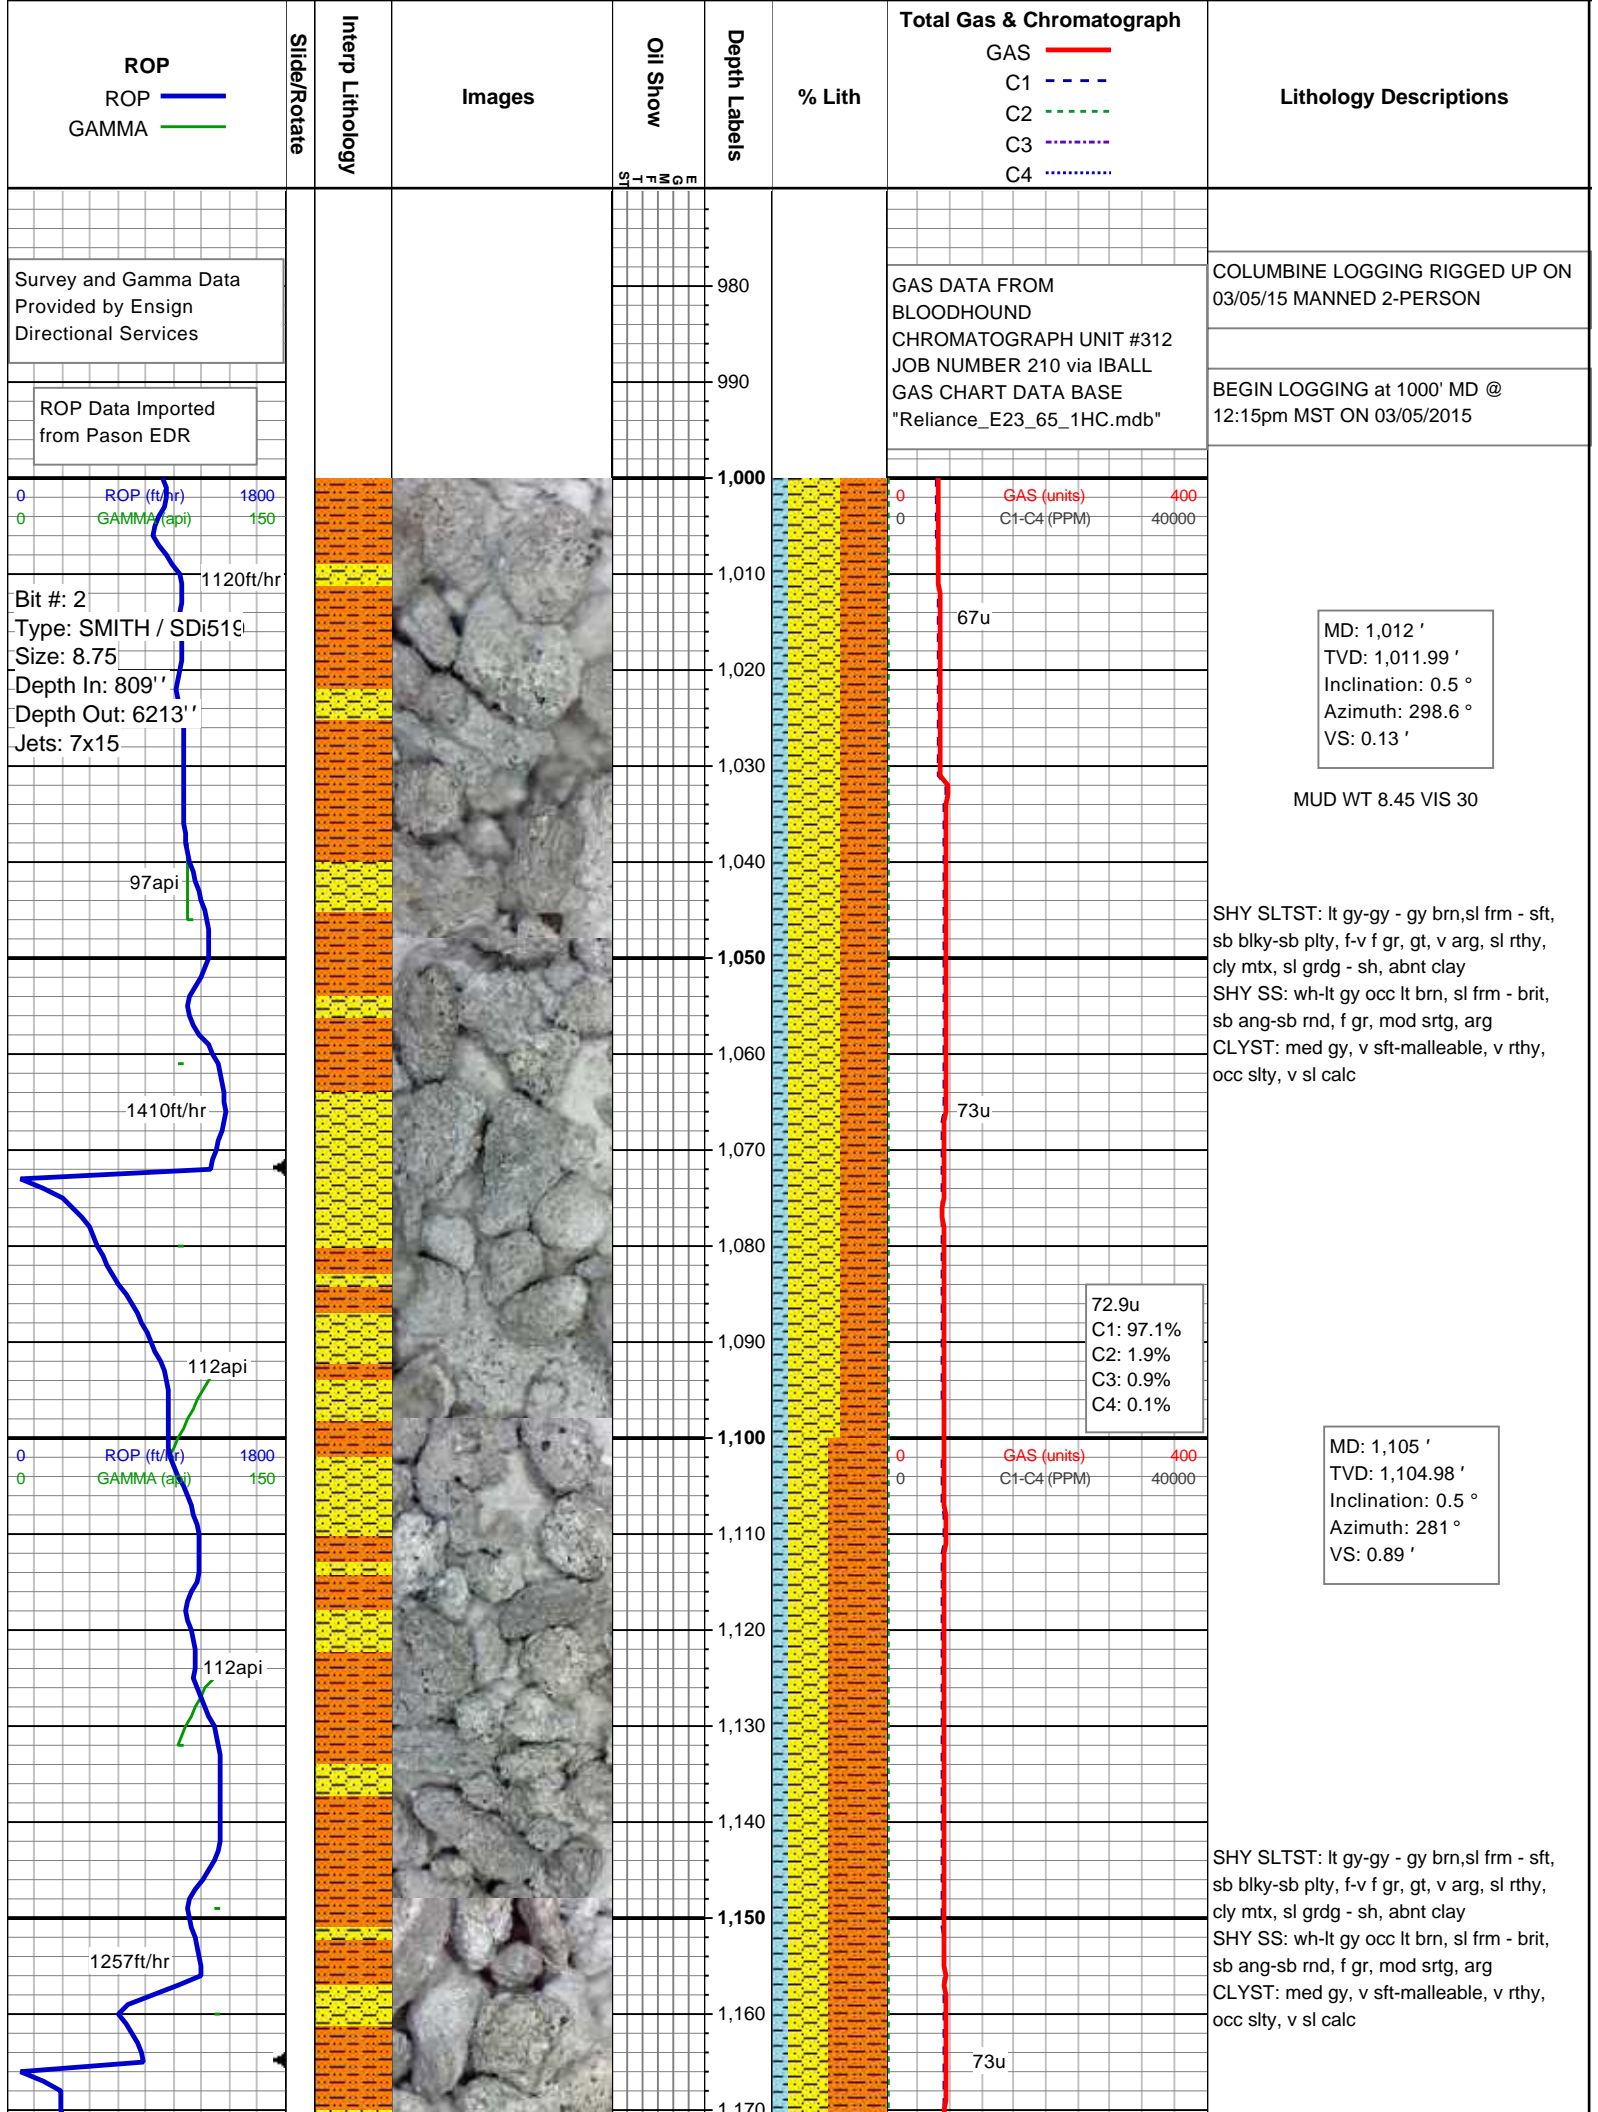 ROP
ROP
GAMMA
Slide/Rotate
Interp Lithology
Images
Oil Show
ST T F M G E
Depth Labels
% Lith
Total Gas & Chromatograph
GAS
C1
C2
C3
C4
Lithology Descriptions
Survey and Gamma Data
Provided by Ensign
Directional Services
ROP Data Imported
from Pason EDR
980
990
GAS DATA FROM
BLOODHOUND
CHROMATOGRAPH UNIT #312
JOB NUMBER 210 via IBALL
GAS CHART DATA BASE
"Reliance_E23_65_1HC.mdb"
COLUMBINE LOGGING RIGGED UP ON
03/05/15 MANNED 2-PERSON
BEGIN LOGGING at 1000' MD @
12:15pm MST ON 03/05/2015
1,000
0 ROP (ft/hr) 1800
0 GAMMA (api) 150
0 GAS (units) 400
0 C1-C4 (PPM) 40000
1120ft/hr
1,010
Bit #: 2
Type: SMITH / SDi519
Size: 8.75
Depth In: 809''
Depth Out: 6213''
Jets: 7x15
67u
MD: 1,012 '
TVD: 1,011.99 '
Inclination: 0.5 °
Azimuth: 298.6 °
VS: 0.13 '
1,020
1,030
MUD WT 8.45 VIS 30
1,040
97api
1,050
SHY SLTST: lt gy-gy - gy brn,sl frm - sft,
sb blky-sb plty, f-v f gr, gt, v arg, sl rthy,
cly mtx, sl grdg - sh, abnt clay
SHY SS: wh-lt gy occ lt brn, sl frm - brit,
sb ang-sb rnd, f gr, mod srtg, arg
CLYST: med gy, v sft-malleable, v rthy,
occ slty, v sl calc
1,060
1410ft/hr
73u
1,070
1,080
1,090
72.9u
C1: 97.1%
C2: 1.9%
C3: 0.9%
C4: 0.1%
112api
1,100
0 ROP (ft/hr) 1800
0 GAMMA (api) 150
0 GAS (units) 400
0 C1-C4 (PPM) 40000
MD: 1,105 '
TVD: 1,104.98 '
Inclination: 0.5 °
Azimuth: 281 °
VS: 0.89 '
1,110
1,120
112api
1,130
1,140
1,150
SHY SLTST: lt gy-gy - gy brn,sl frm - sft,
sb blky-sb plty, f-v f gr, gt, v arg, sl rthy,
cly mtx, sl grdg - sh, abnt clay
SHY SS: wh-lt gy occ lt brn, sl frm - brit,
sb ang-sb rnd, f gr, mod srtg, arg
CLYST: med gy, v sft-malleable, v rthy,
occ slty, v sl calc
1257ft/hr
1,160
73u
1,170